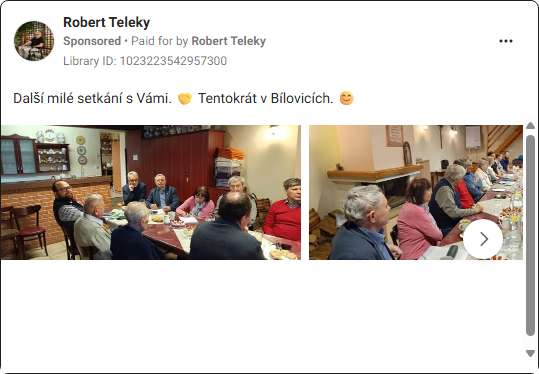 Robert Teleky
Sponsored • Paid for by Robert Teleky
Library ID: 1023223542957300
Další milé setkání s Vámi. 🤝 Tentokrát v Bílovicích. 😊